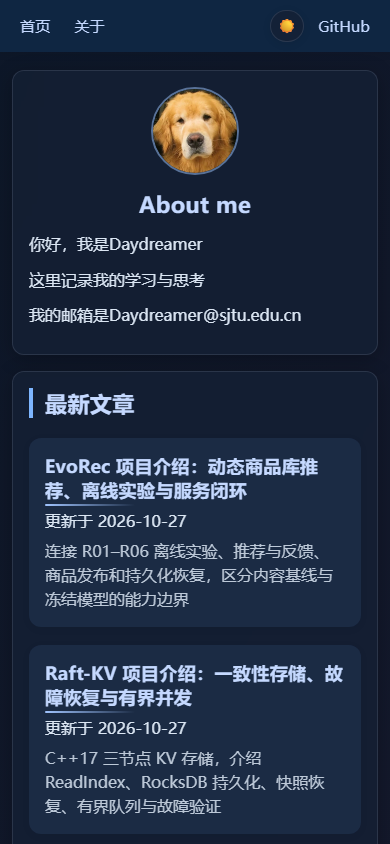 首页 关于 GitHub
About me
你好，我是Daydreamer
这里记录我的学习与思考
我的邮箱是Daydreamer@sjtu.edu.cn
最新文章
EvoRec 项目介绍：动态商品库推
荐、离线实验与服务闭环
更新于 2026-10-27
连接 R01–R06 离线实验、推荐与反馈、
商品发布和持久化恢复，区分内容基线与
冻结模型的能力边界
Raft-KV 项目介绍：一致性存储、故
障恢复与有界并发
更新于 2026-10-27
C++17 三节点 KV 存储，介绍
ReadIndex、RocksDB 持久化、快照恢
复、有界队列与故障验证